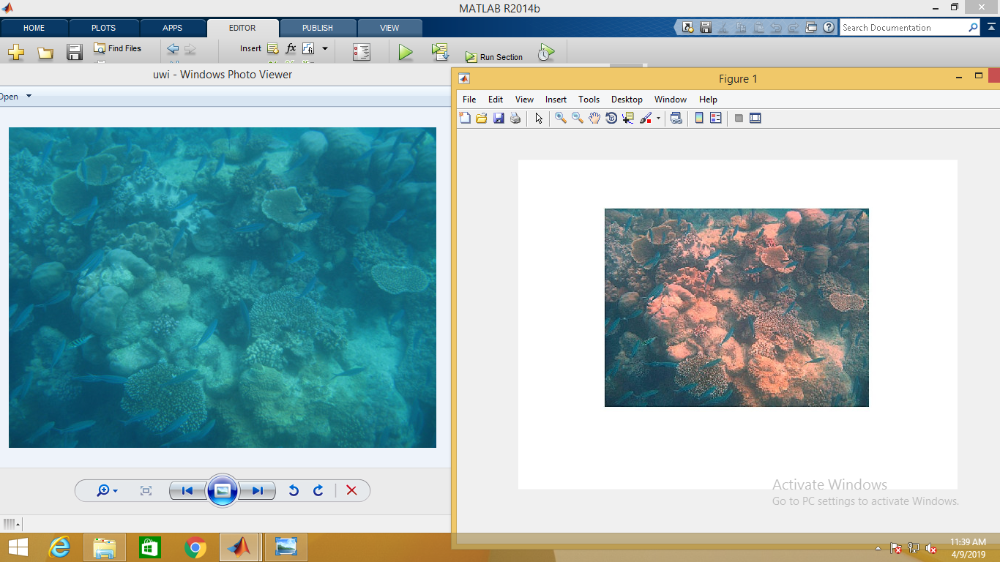 MATLAB R2014b
HOME PLOTS APPS EDITOR PUBLISH VIEW
Search Documentation
Find Files
Insert fx
Run Section
uwi - Windows Photo Viewer
Open
Figure 1
File Edit View Insert Tools Desktop Window Help
Activate Windows
Go to PC settings to activate Windows.
11:39 AM
4/9/2019